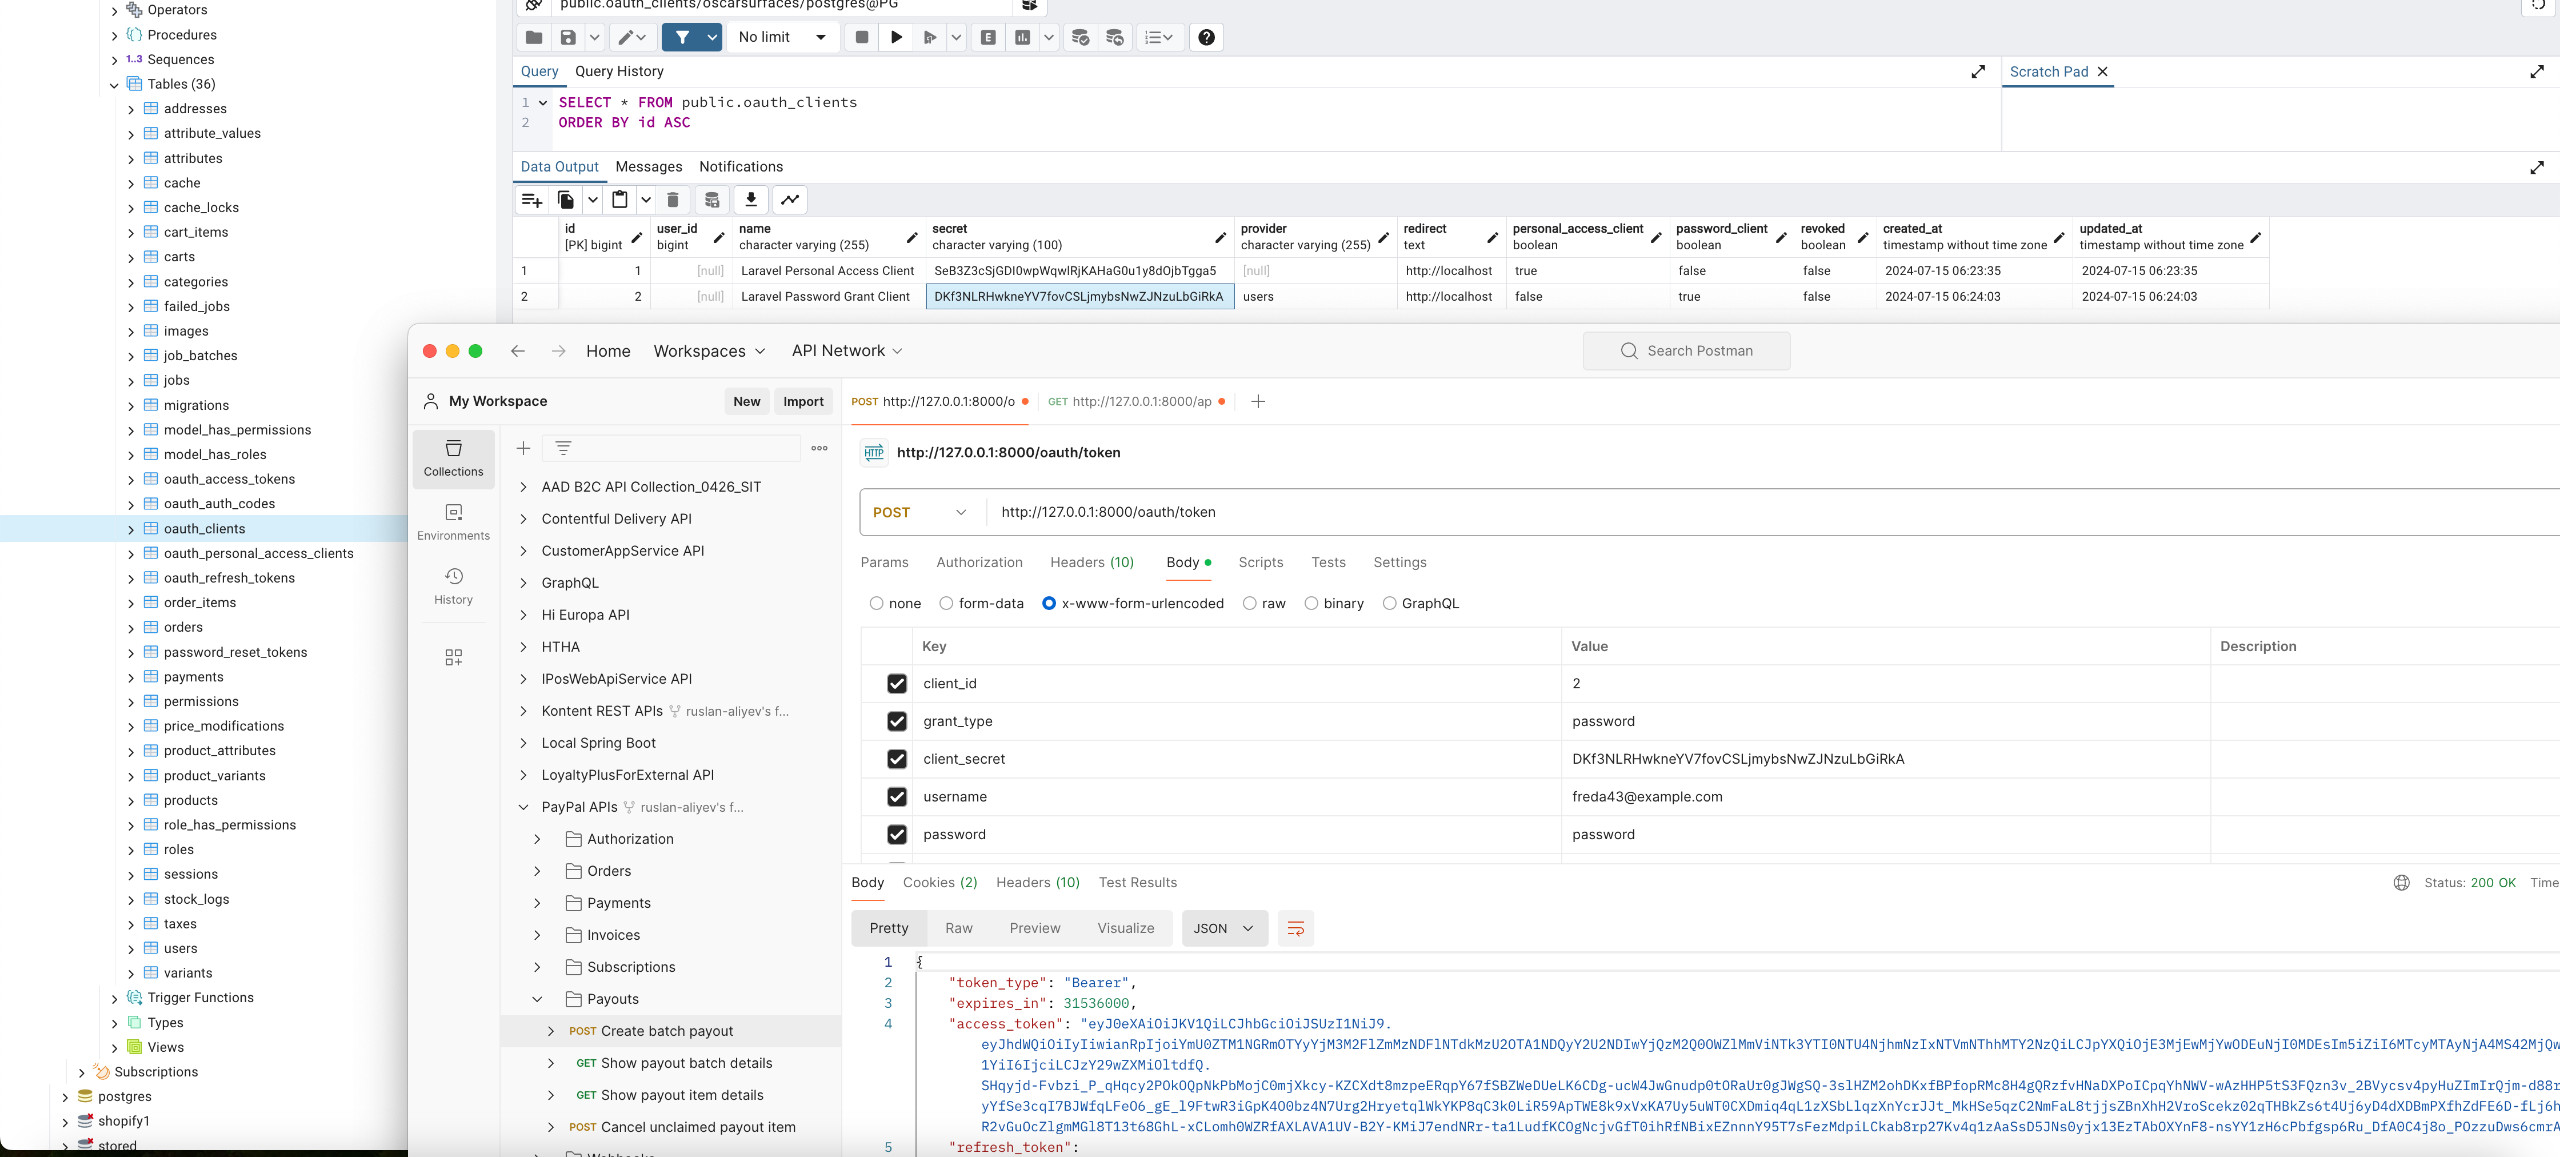 Operators
Procedures
1..3 Sequences
Tables (36)
addresses
attribute_values
attributes
cache
cache_locks
cart_items
carts
categories
failed_jobs
images
job_batches
jobs
migrations
model_has_permissions
model_has_roles
oauth_access_tokens
oauth_auth_codes
oauth_clients
oauth_personal_access_clients
oauth_refresh_tokens
order_items
orders
password_reset_tokens
payments
permissions
price_modifications
product_attributes
product_variants
products
role_has_permissions
roles
sessions
stock_logs
taxes
users
variants
Trigger Functions
Types
Views
Subscriptions
postgres
shopify1
stored
public.oauth_clients/oscarsurfaces/postgres@PG
No limit
E
Query Query History
Scratch Pad
1 SELECT * FROM public.oauth_clients
2 ORDER BY id ASC
Data Output Messages Notifications
id user_id name secret provider redirect personal_access_client password_client revoked created_at updated_at
[PK] bigint bigint character varying (255) character varying (100) character varying (255) text boolean boolean boolean timestamp without time zone timestamp without time zone
1 1 [null] Laravel Personal Access Client SeB3Z3cSjGDI0wpWqwlRjKAHaG0u1y8dOjbTgga5 [null] http://localhost true false false 2024-07-15 06:23:35 2024-07-15 06:23:35
2 2 [null] Laravel Password Grant Client DKf3NLRHwkneYV7fovCSLjmybsNwZJNzuLbGiRkA users http://localhost false true false 2024-07-15 06:24:03 2024-07-15 06:24:03
Home Workspaces API Network
Search Postman
My Workspace
New Import
Collections
Environments
History
AAD B2C API Collection_0426_SIT
Contentful Delivery API
CustomerAppService API
GraphQL
Hi Europa API
HTHA
IPosWebApiService API
Kontent REST APIs ruslan-aliyev's f...
Local Spring Boot
LoyaltyPlusForExternal API
PayPal APIs ruslan-aliyev's f...
Authorization
Orders
Payments
Invoices
Subscriptions
Payouts
POST Create batch payout
GET Show payout batch details
GET Show payout item details
POST Cancel unclaimed payout item
POST http://127.0.0.1:8000/o GET http://127.0.0.1:8000/ap
HTTP http://127.0.0.1:8000/oauth/token
POST http://127.0.0.1:8000/oauth/token
Params Authorization Headers (10) Body Scripts Tests Settings
none form-data x-www-form-urlencoded raw binary GraphQL
Key Value Description
client_id 2
grant_type password
client_secret DKf3NLRHwkneYV7fovCSLjmybsNwZJNzuLbGiRkA
username freda43@example.com
password password
Body Cookies (2) Headers (10) Test Results
Status: 200 OK Time
Pretty Raw Preview Visualize JSON
1 {
2 "token_type": "Bearer",
3 "expires_in": 31536000,
4 "access_token": "eyJ0eXAiOiJKV1QiLCJhbGciOiJSUzI1NiJ9.
1YiI6IjciLCJzY29wZXMiOltdfQ.
5 "refresh_token":